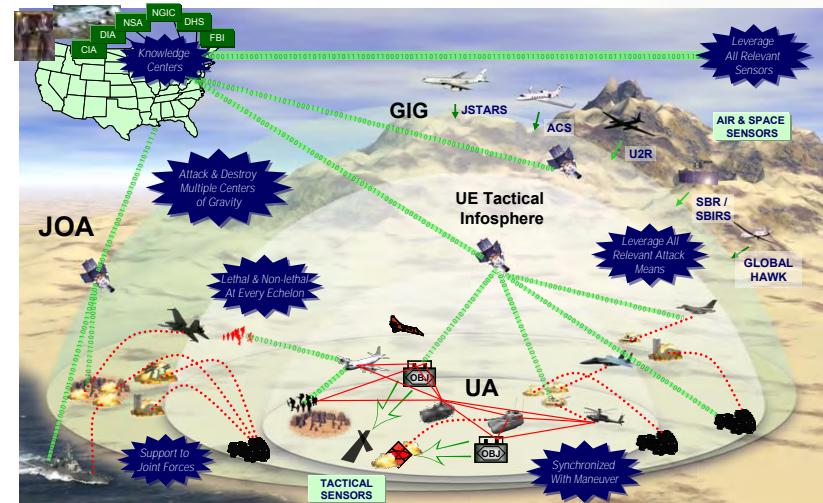 NGIC
NSA
DHS
DIA
FBI
CIA
Knowledge
Centers
Leverage
All Relevant
Sensors
GIG
JSTARS
ACS
AIR & SPACE
SENSORS
U2R
Attack & Destroy
Multiple Centers
of Gravity
UE Tactical
Infosphere
SBR /
SBIRS
JOA
Leverage All
Relevant Attack
Means
GLOBAL
HAWK
Lethal & Non-lethal
At Every Echelon
OBJ
UA
OBJ
Support to
Joint Forces
TACTICAL
SENSORS
Synchronized
With Maneuver